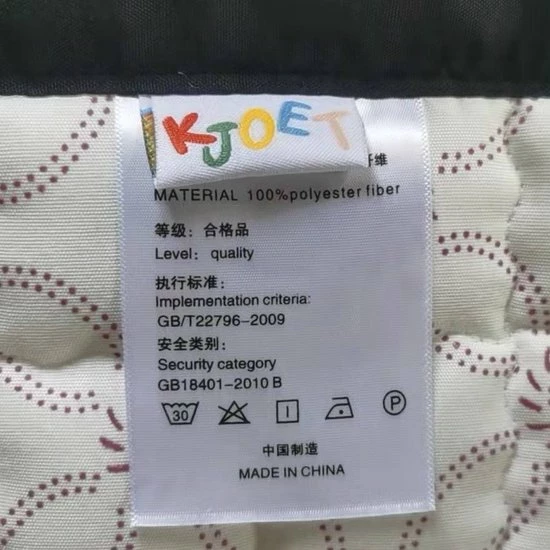 KJOET
纤维
MATERIAL 100%polyester fiber
等级：合格品
Level：quality
执行标准：
Implementation criteria:
GB/T22796-2009
安全类别：
Security category
GB18401-2010 B
30 P
中国制造
MADE IN CHINA